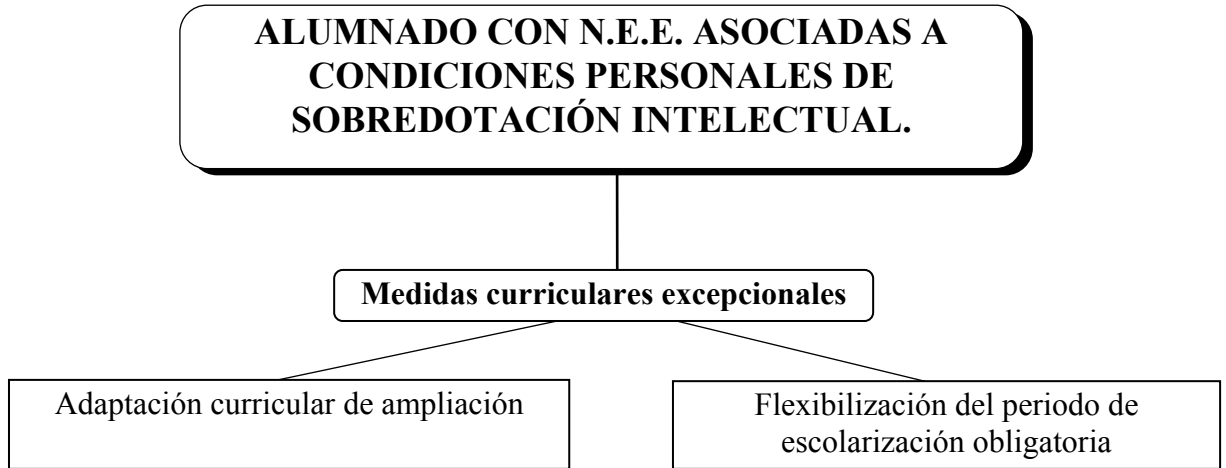 ALUMNADO CON N.E.E. ASOCIADAS A
CONDICIONES PERSONALES DE
SOBREDOTACIÓN INTELECTUAL.
Medidas curriculares excepcionales
Adaptación curricular de ampliación
Flexibilización del periodo de
escolarización obligatoria